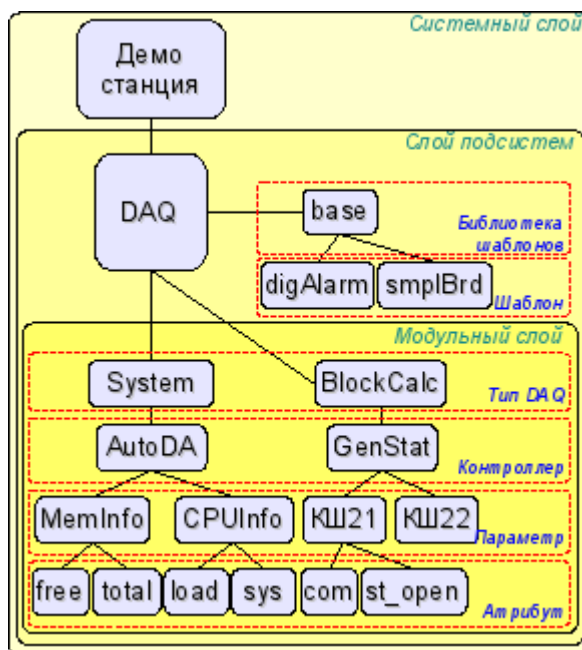 Системный слой
Демо
станция
Слой подсистем
DAQ
base
Библиотека
шаблонов
digAlarm
smplBrd
Шаблон
Модульный слой
System
BlockCalc
Тип DAQ
AutoDA
GenStat
Контроллер
MemInfo
CPUInfo
КШ21
КШ22
Параметр
free
total
load
sys
com
st_open
Атрибут